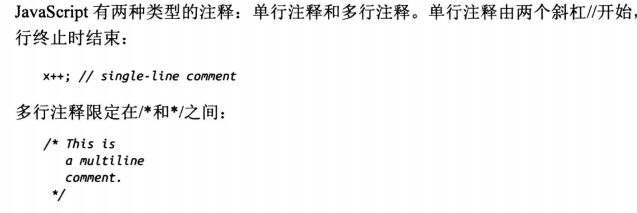 JavaScript 有两种类型的注释：单行注释和多行注释。单行注释由两个斜杠//开始，
行终止时结束：
x++; // single-line comment
多行注释限定在/*和*/之间：
/* This is
a multiline
comment.
*/